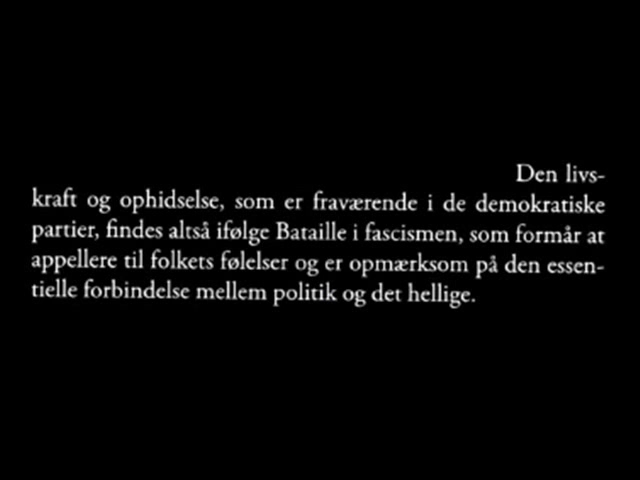 Den livs-
kraft og ophidselse, som er fraværende i de demokratiske
partier, findes altså ifølge Bataille i fascismen, som formår at
appellere til folkets følelser og er opmærksom på den essen-
tielle forbindelse mellem politik og det hellige.